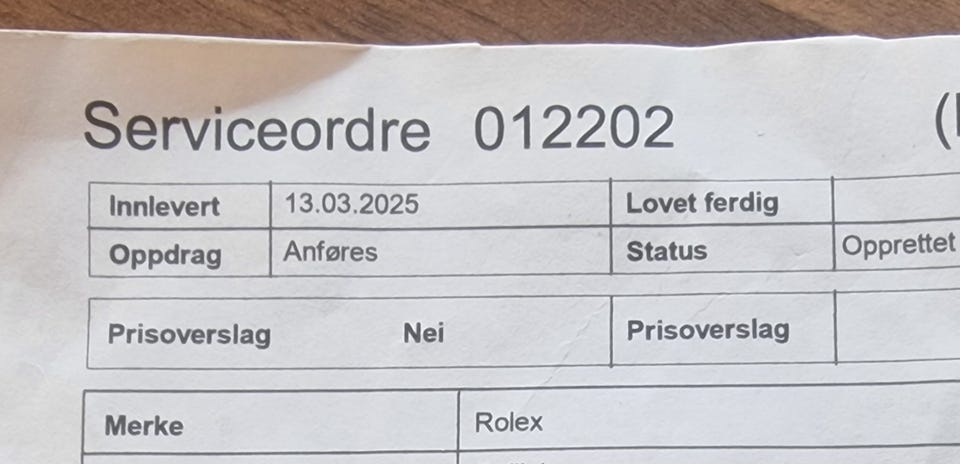 Serviceordre 012202
Innlevert 13.03.2025 Lovet ferdig
Oppdrag Anføres Status Opprettet
Prisoverslag Nei Prisoverslag
Merke Rolex